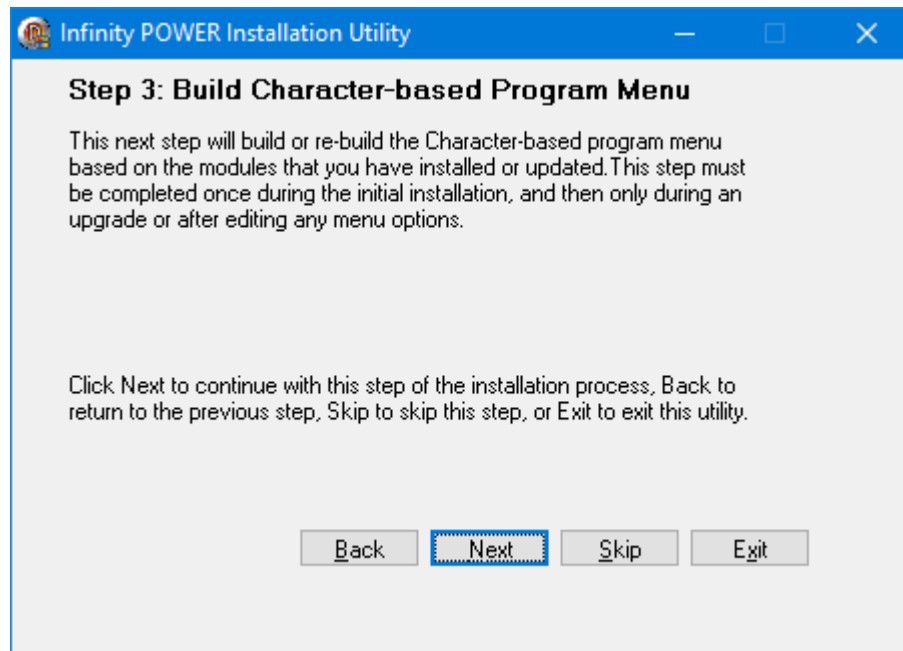 Infinity POWER Installation Utility
Step 3: Build Character-based Program Menu
This next step will build or re-build the Character-based program menu
based on the modules that you have installed or updated.This step must
be completed once during the initial installation, and then only during an
upgrade or after editing any menu options.
Click Next to continue with this step of the installation process, Back to
return to the previous step, Skip to skip this step, or Exit to exit this utility.
Back Next Skip Exit